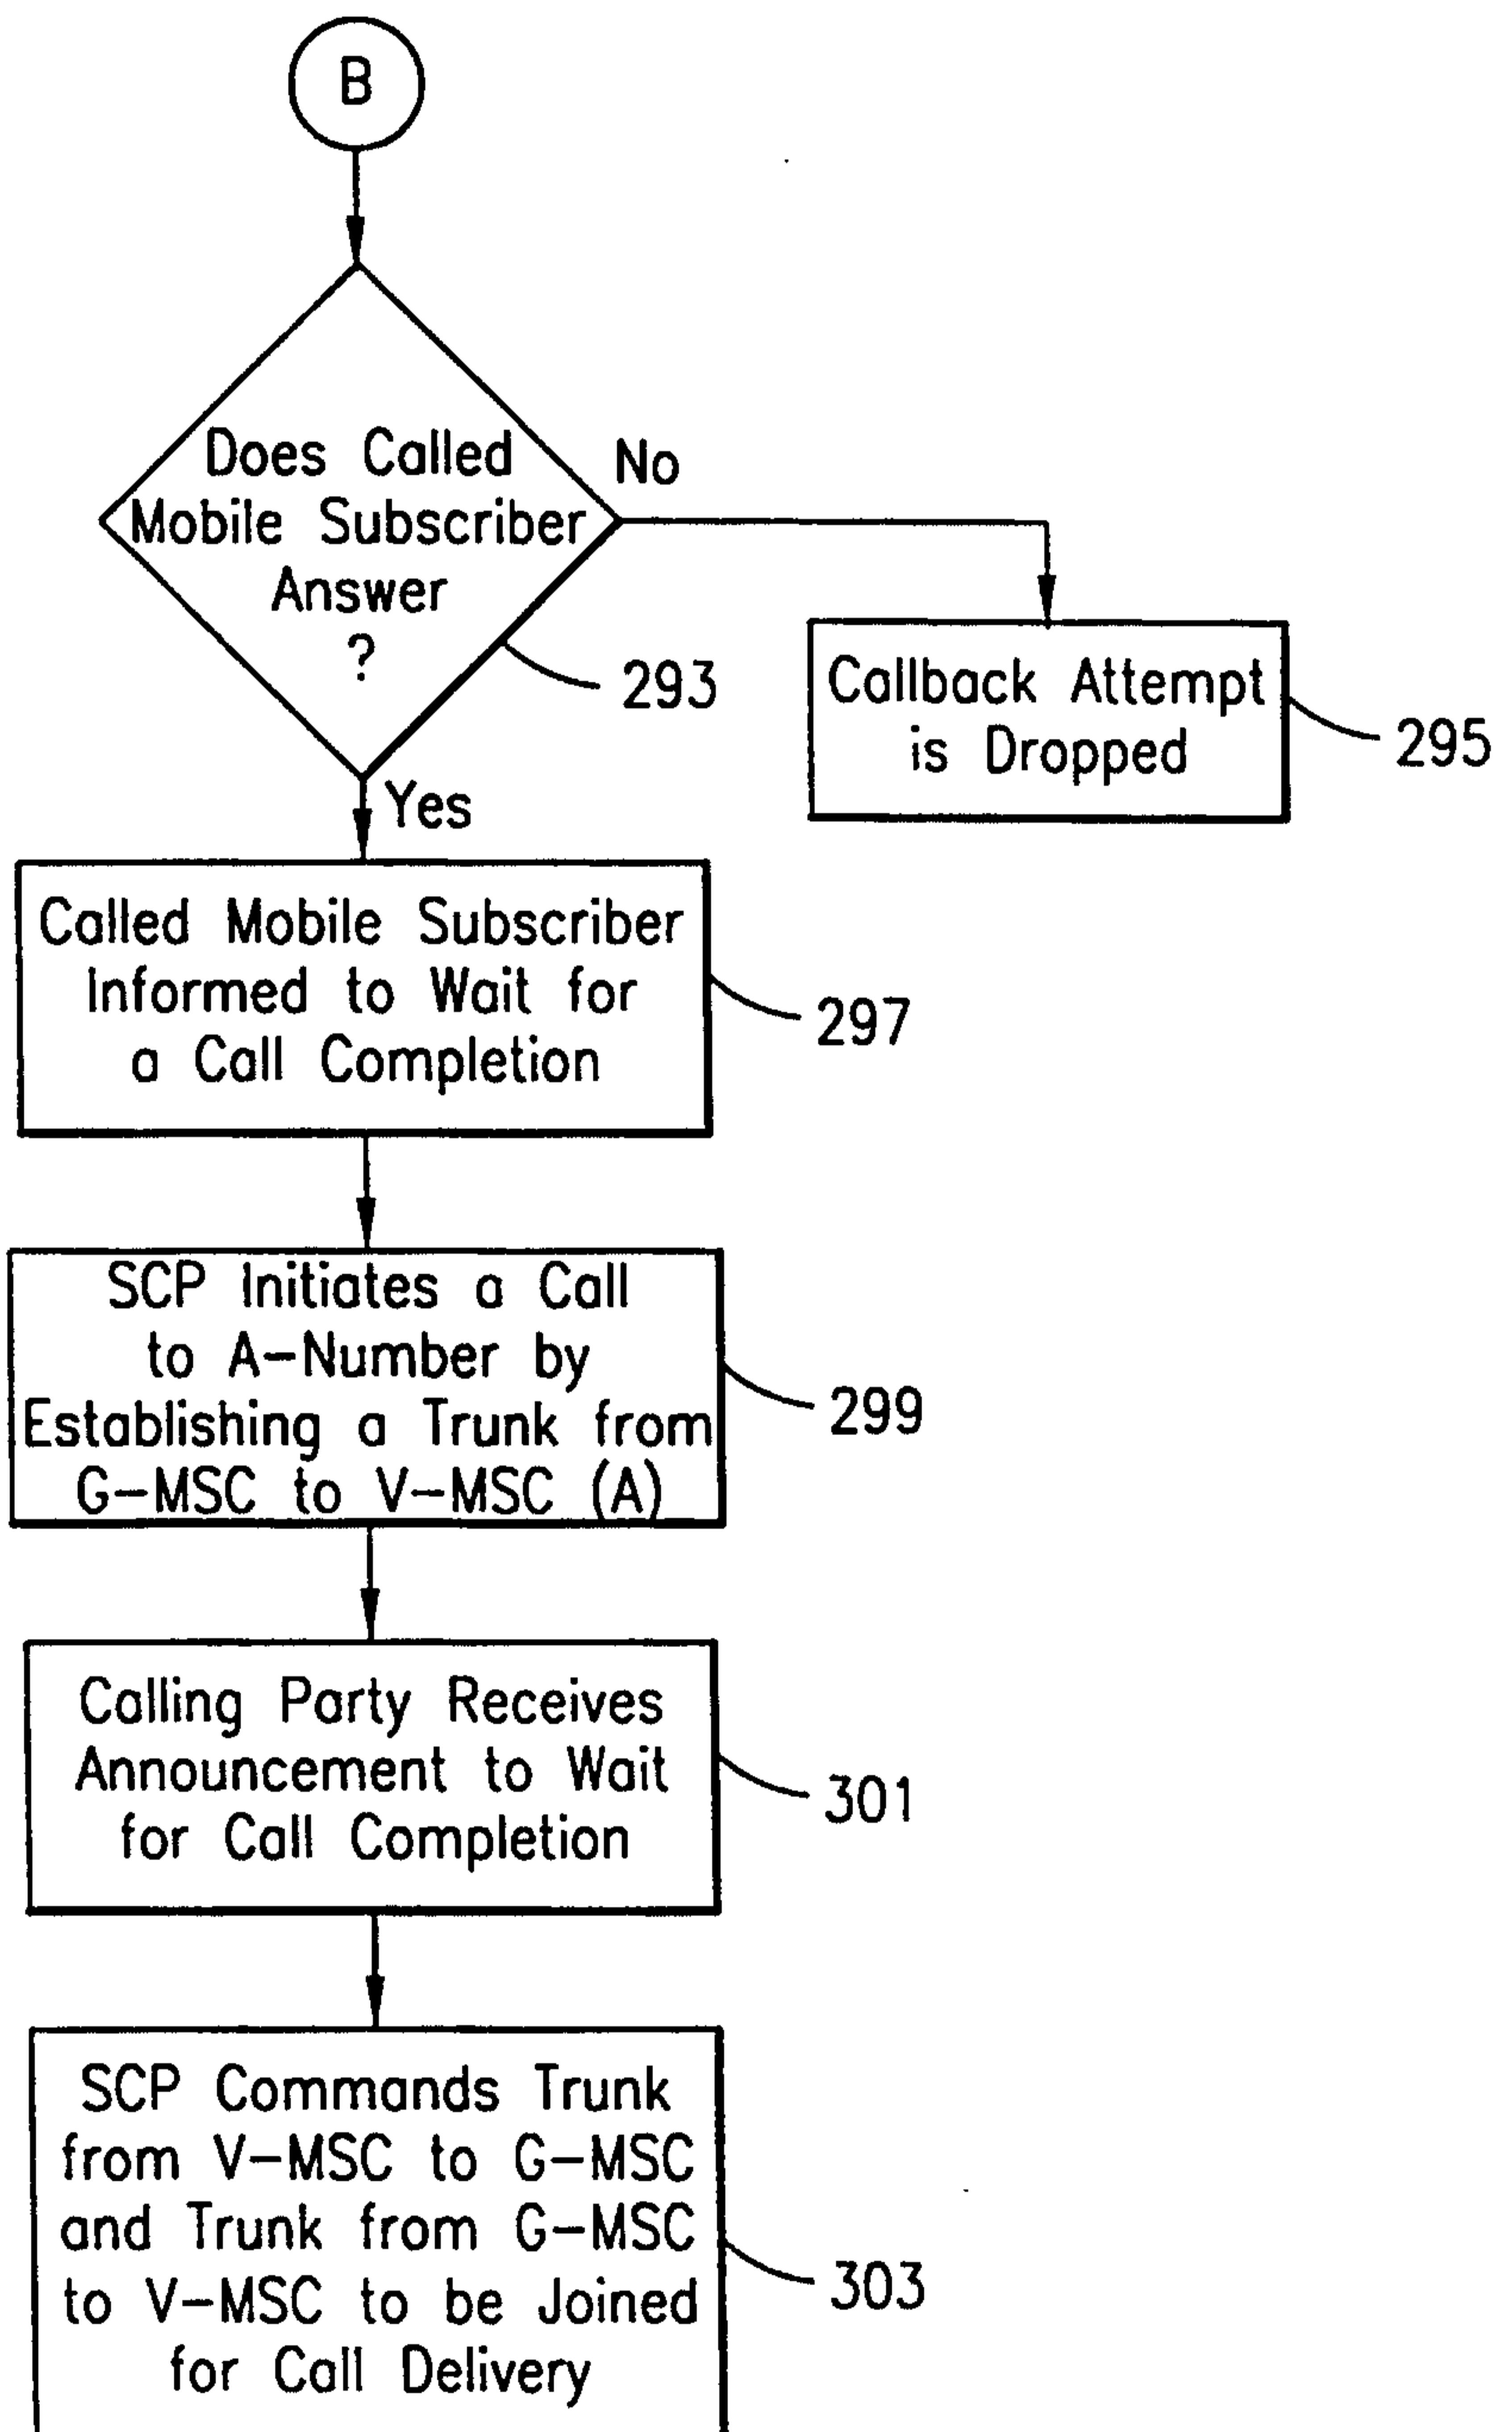 B
Does Called
Mobile Subscriber
Answer
?
No
293
Callback Attempt
is Dropped
295
Yes
Called Mobile Subscriber
Informed to Wait for
a Call Completion
297
SCP Initiates a Call
to A-Number by
Establishing a Trunk from
G-MSC to V-MSC (A)
299
Calling Party Receives
Announcement to Wait
for Call Completion
301
SCP Commands Trunk
from V-MSC to G-MSC
and Trunk from G-MSC
to V-MSC to be Joined
for Call Delivery
303